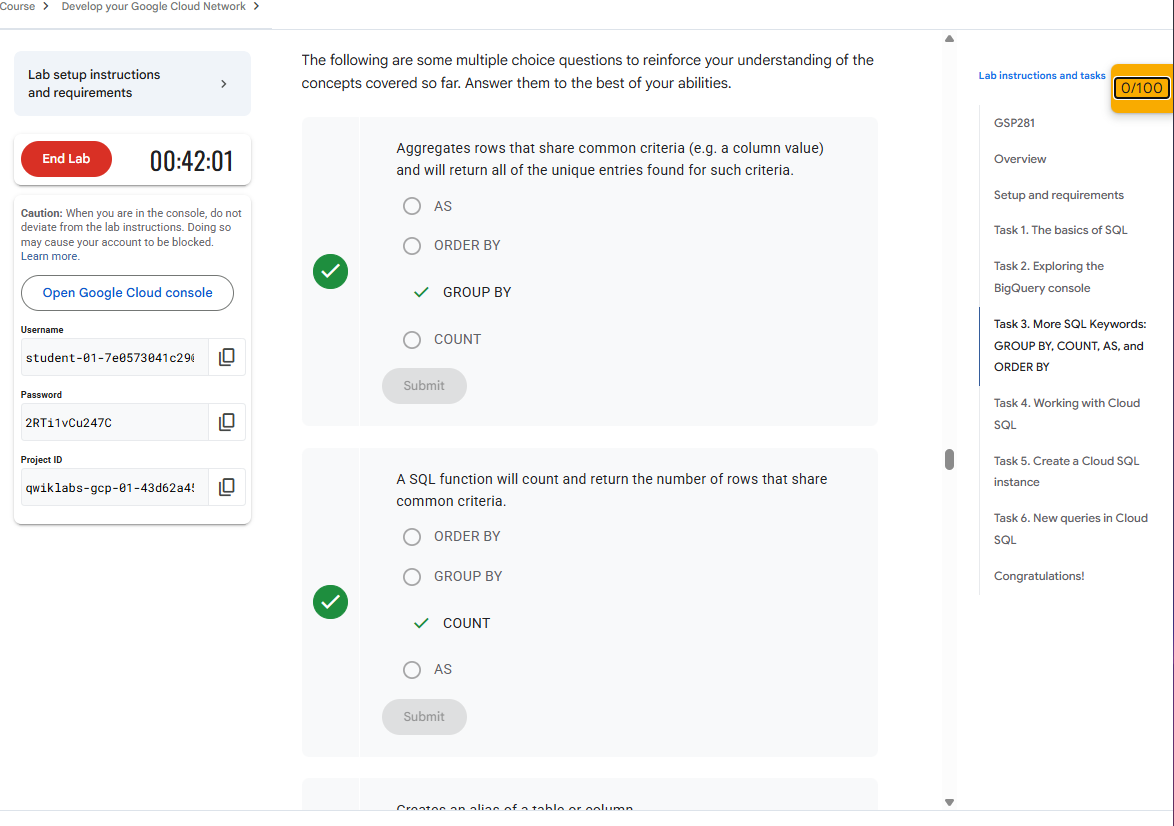 Course > Develop your Google Cloud Network >
Lab setup instructions
and requirements
End Lab
00:42:01
Caution: When you are in the console, do not
deviate from the lab instructions. Doing so
may cause your account to be blocked.
Learn more.
Open Google Cloud console
Username
student-01-7e0573041c29
Password
2RTi1vCu247C
Project ID
qwiklabs-gcp-01-43d62a4
The following are some multiple choice questions to reinforce your understanding of the
concepts covered so far. Answer them to the best of your abilities.
Aggregates rows that share common criteria (e.g. a column value)
and will return all of the unique entries found for such criteria.
AS
ORDER BY
GROUP BY
COUNT
Submit
A SQL function will count and return the number of rows that share
common criteria.
ORDER BY
GROUP BY
COUNT
AS
Submit
Creates an alias of a table or column.
Lab instructions and tasks
0/100
GSP281
Overview
Setup and requirements
Task 1. The basics of SQL
Task 2. Exploring the
BigQuery console
Task 3. More SQL Keywords:
GROUP BY, COUNT, AS, and
ORDER BY
Task 4. Working with Cloud
SQL
Task 5. Create a Cloud SQL
instance
Task 6. New queries in Cloud
SQL
Congratulations!